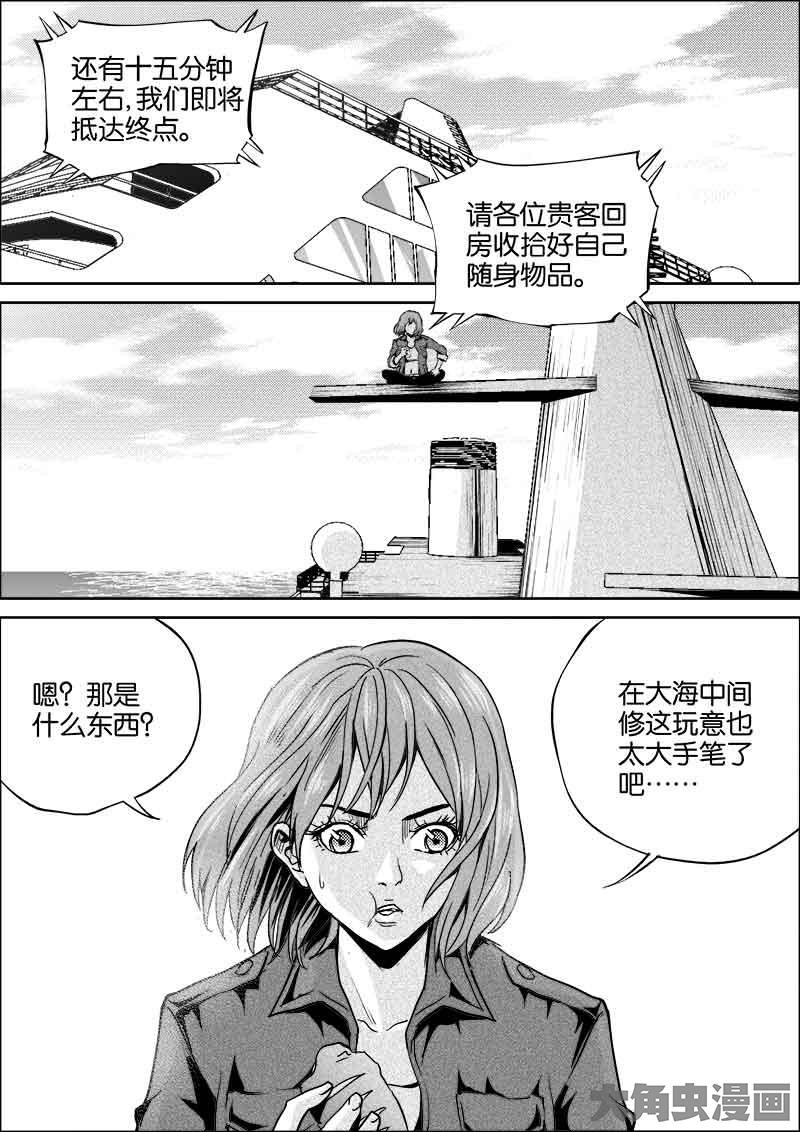 还有十五分钟
左右,我们即将
抵达终点。
请各位贵客回
房收拾好自己
随身物品。
嗯？那是
什么东西?
在大海中间
修这玩意也
太大手笔了
吧……
大角虫漫画